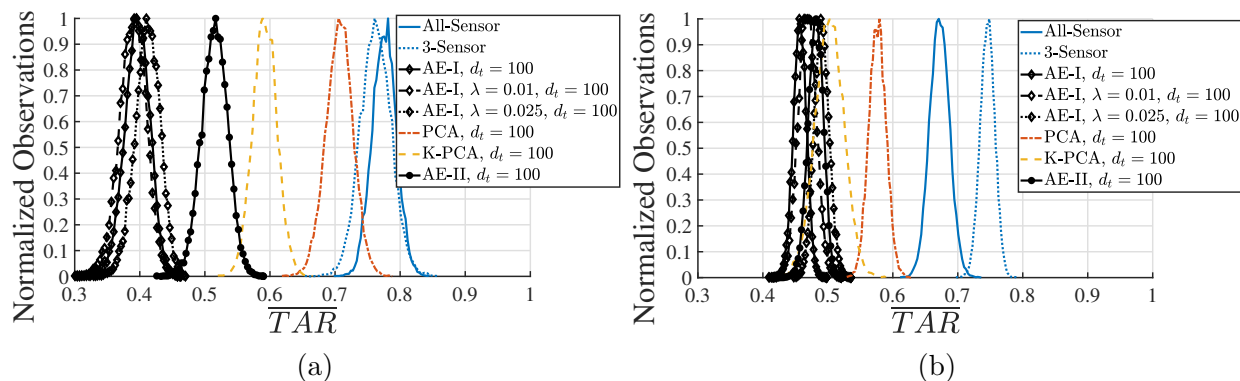 1
0.9
0.8
0.7
0.6
0.5
0.4
0.3
0.2
0.1
0
Normalized Observations
0.3 0.4 0.5 0.6 0.7 0.8 0.9 1
TAR
All-Sensor
3-Sensor
AE-I, d_t = 100
AE-I, λ = 0.01, d_t = 100
AE-I, λ = 0.025, d_t = 100
PCA, d_t = 100
K-PCA, d_t = 100
AE-II, d_t = 100
(a)
1
0.9
0.8
0.7
0.6
0.5
0.4
0.3
0.2
0.1
0
Normalized Observations
0.3 0.4 0.5 0.6 0.7 0.8 0.9 1
TAR
All-Sensor
3-Sensor
AE-I, d_t = 100
AE-I, λ = 0.01, d_t = 100
AE-I, λ = 0.025, d_t = 100
PCA, d_t = 100
K-PCA, d_t = 100
AE-II, d_t = 100
(b)